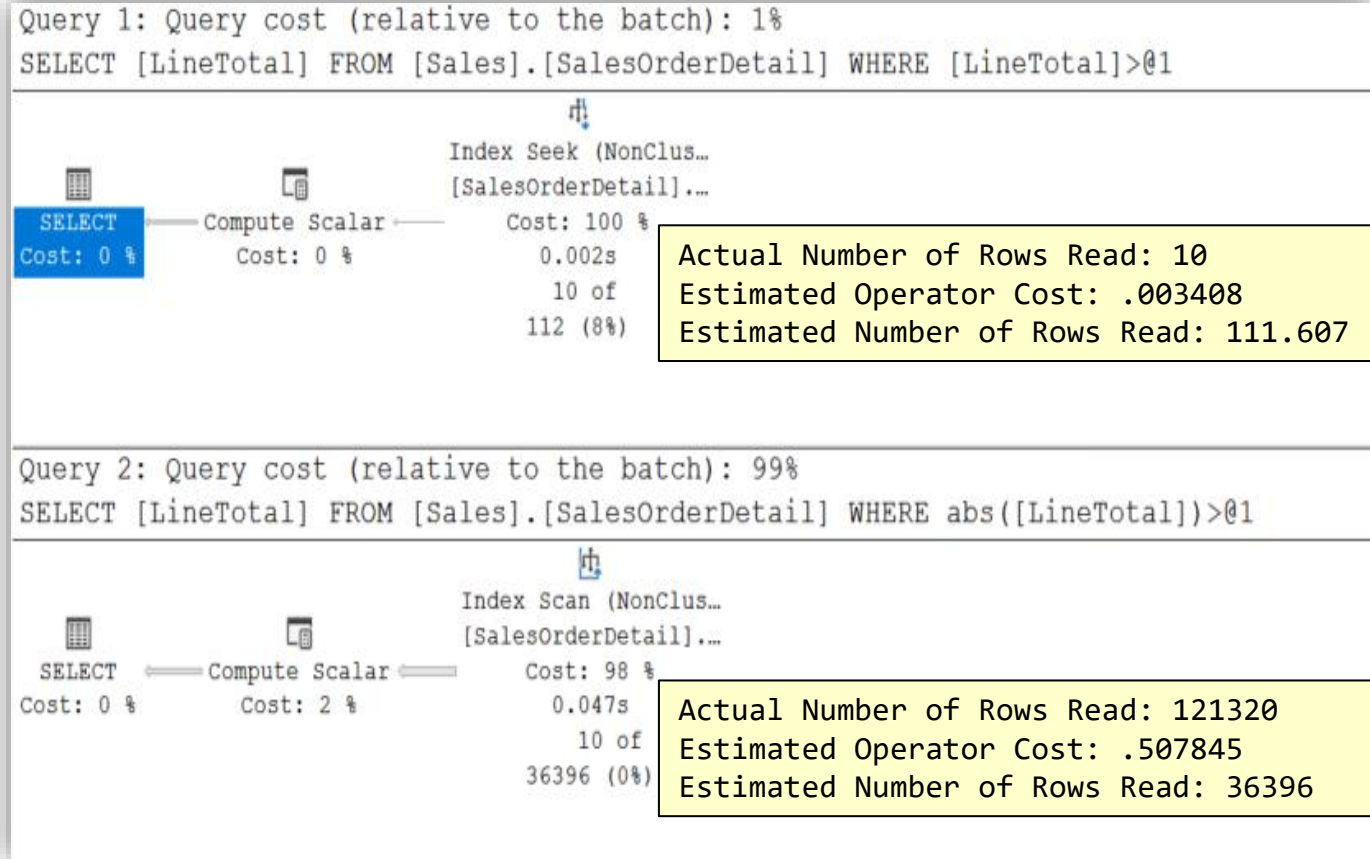 Query 1: Query cost (relative to the batch): 1%
SELECT [LineTotal] FROM [Sales].[SalesOrderDetail] WHERE [LineTotal]>@1
Index Seek (NonClus…
[SalesOrderDetail].…
SELECT
Compute Scalar
Cost: 100 %
Cost: 0 %
Cost: 0 %
0.002s
10 of
112 (8%)
Actual Number of Rows Read: 10
Estimated Operator Cost: .003408
Estimated Number of Rows Read: 111.607
Query 2: Query cost (relative to the batch): 99%
SELECT [LineTotal] FROM [Sales].[SalesOrderDetail] WHERE abs([LineTotal])>@1
Index Scan (NonClus…
[SalesOrderDetail].…
SELECT
Compute Scalar
Cost: 98 %
Cost: 0 %
Cost: 2 %
0.047s
10 of
36396 (0%)
Actual Number of Rows Read: 121320
Estimated Operator Cost: .507845
Estimated Number of Rows Read: 36396